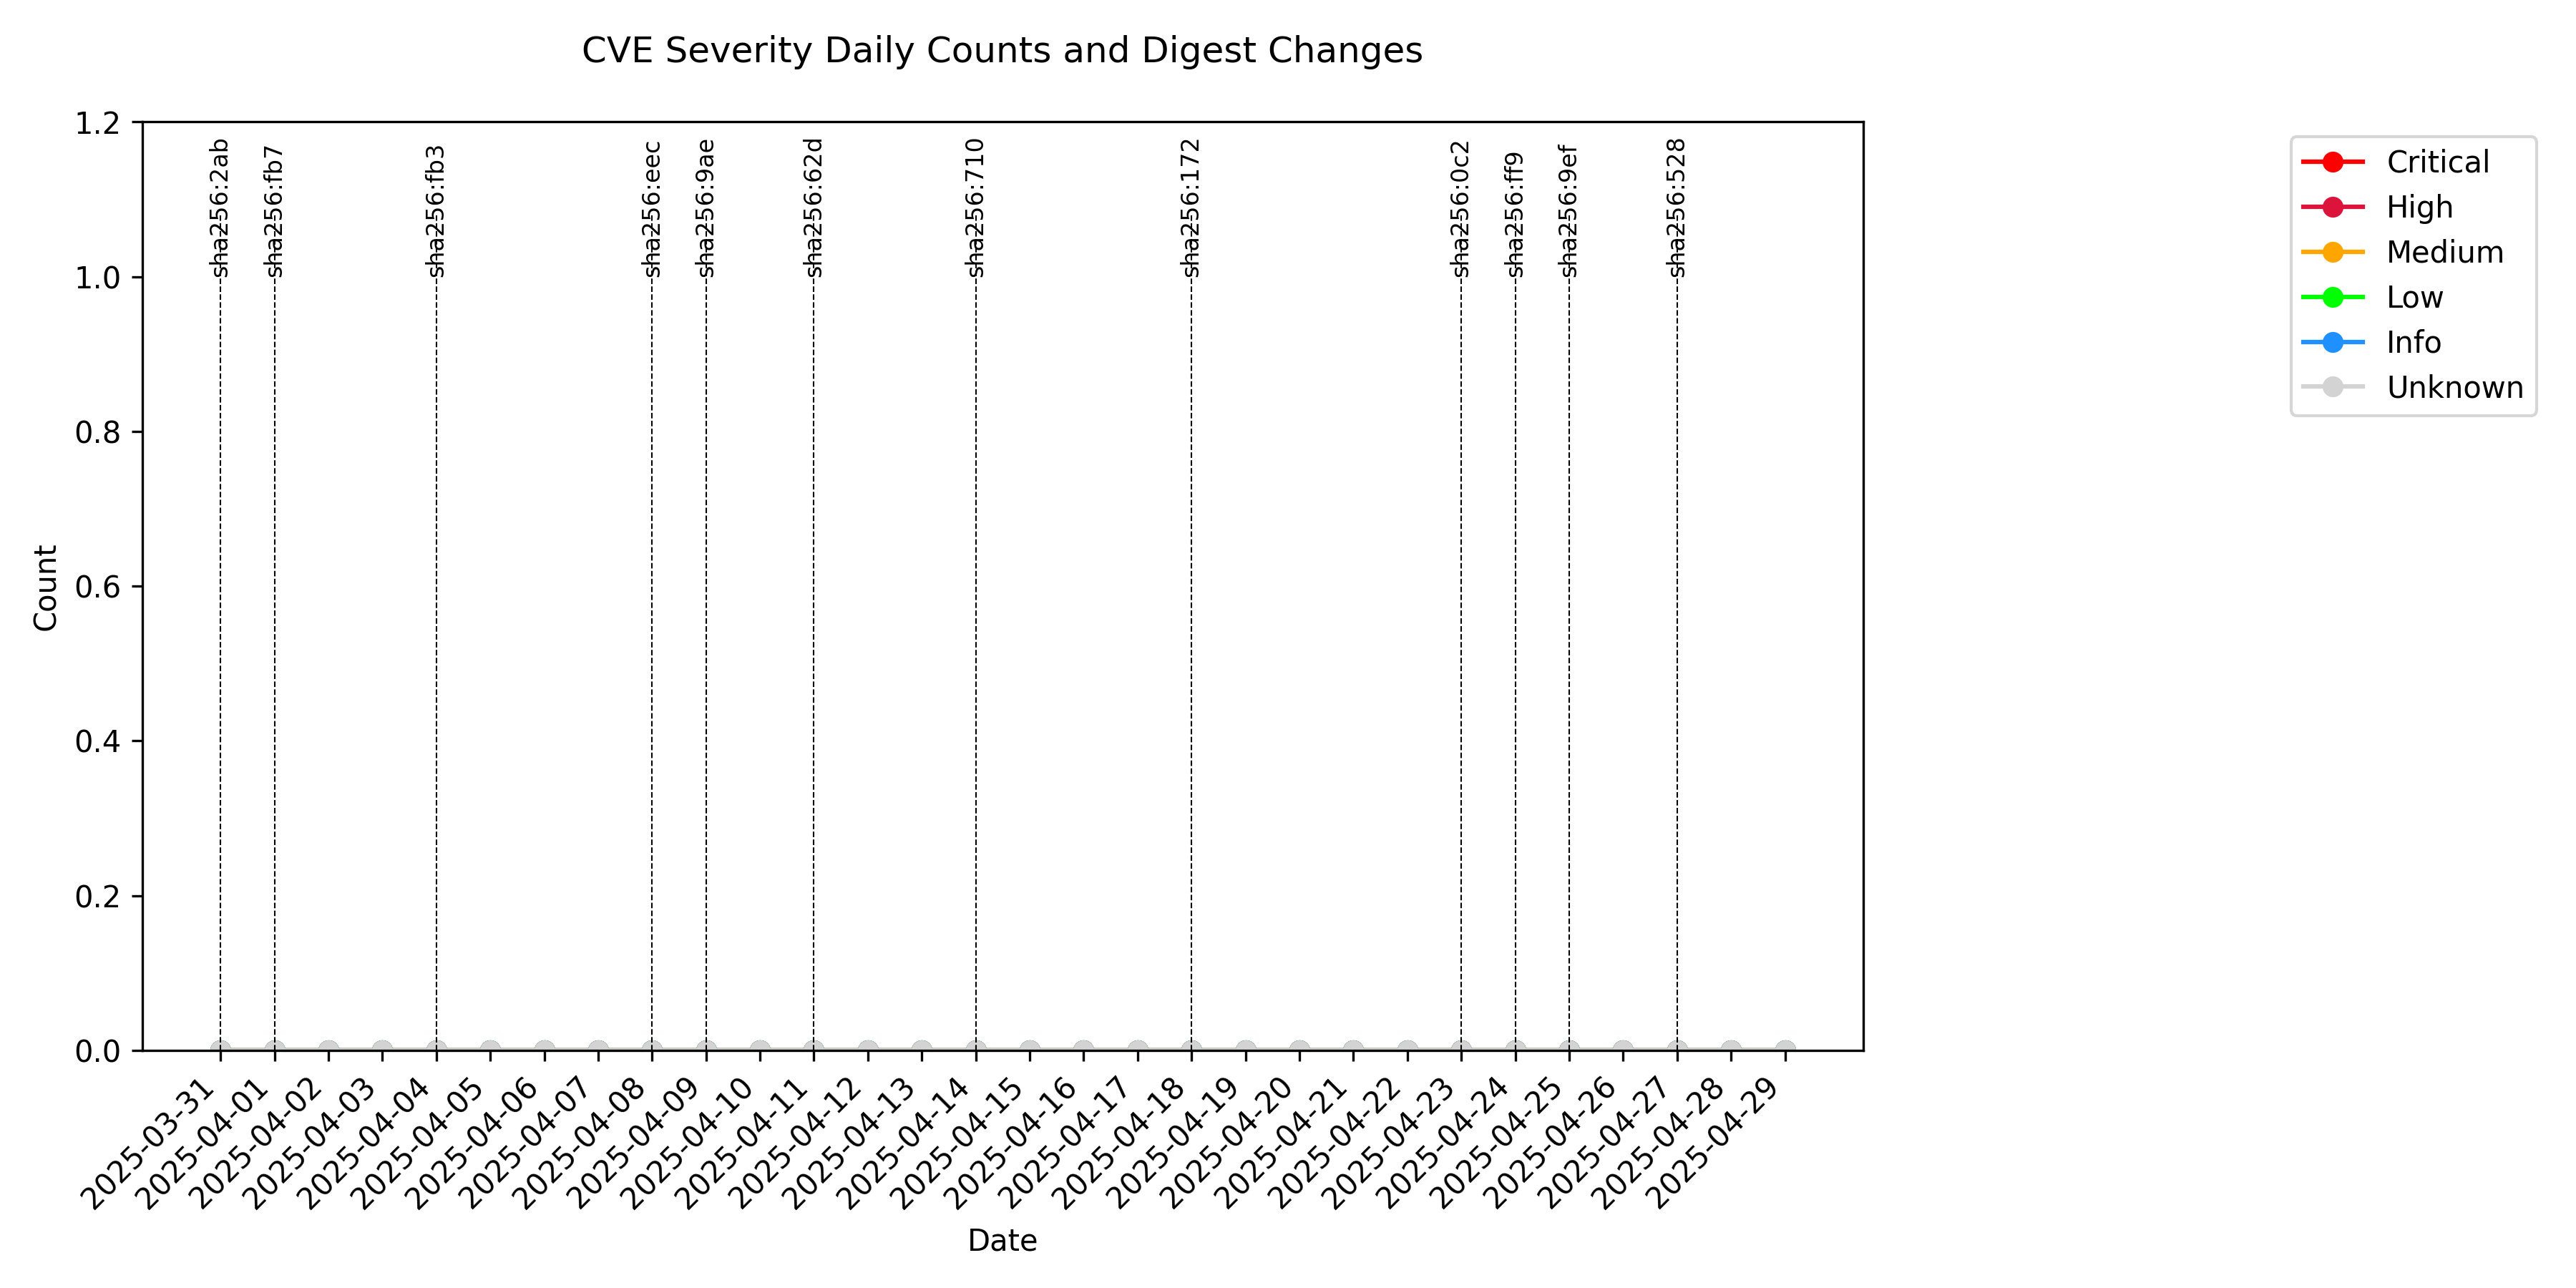 CVE Severity Daily Counts and Digest Changes
1.2
1.0
0.8
0.6
0.4
0.2
0.0
Count
sha256:2ab
sha256:fb7
sha256:fb3
sha256:eec
sha256:9ae
sha256:62d
sha256:710
sha256:172
sha256:0c2
sha256:ff9
sha256:9ef
sha256:528
Critical
High
Medium
Low
Info
Unknown
2025-03-31
2025-04-01
2025-04-02
2025-04-03
2025-04-04
2025-04-05
2025-04-06
2025-04-07
2025-04-08
2025-04-09
2025-04-10
2025-04-11
2025-04-12
2025-04-13
2025-04-14
2025-04-15
2025-04-16
2025-04-17
2025-04-18
2025-04-19
2025-04-20
2025-04-21
2025-04-22
2025-04-23
2025-04-24
2025-04-25
2025-04-26
2025-04-27
2025-04-28
2025-04-29
Date